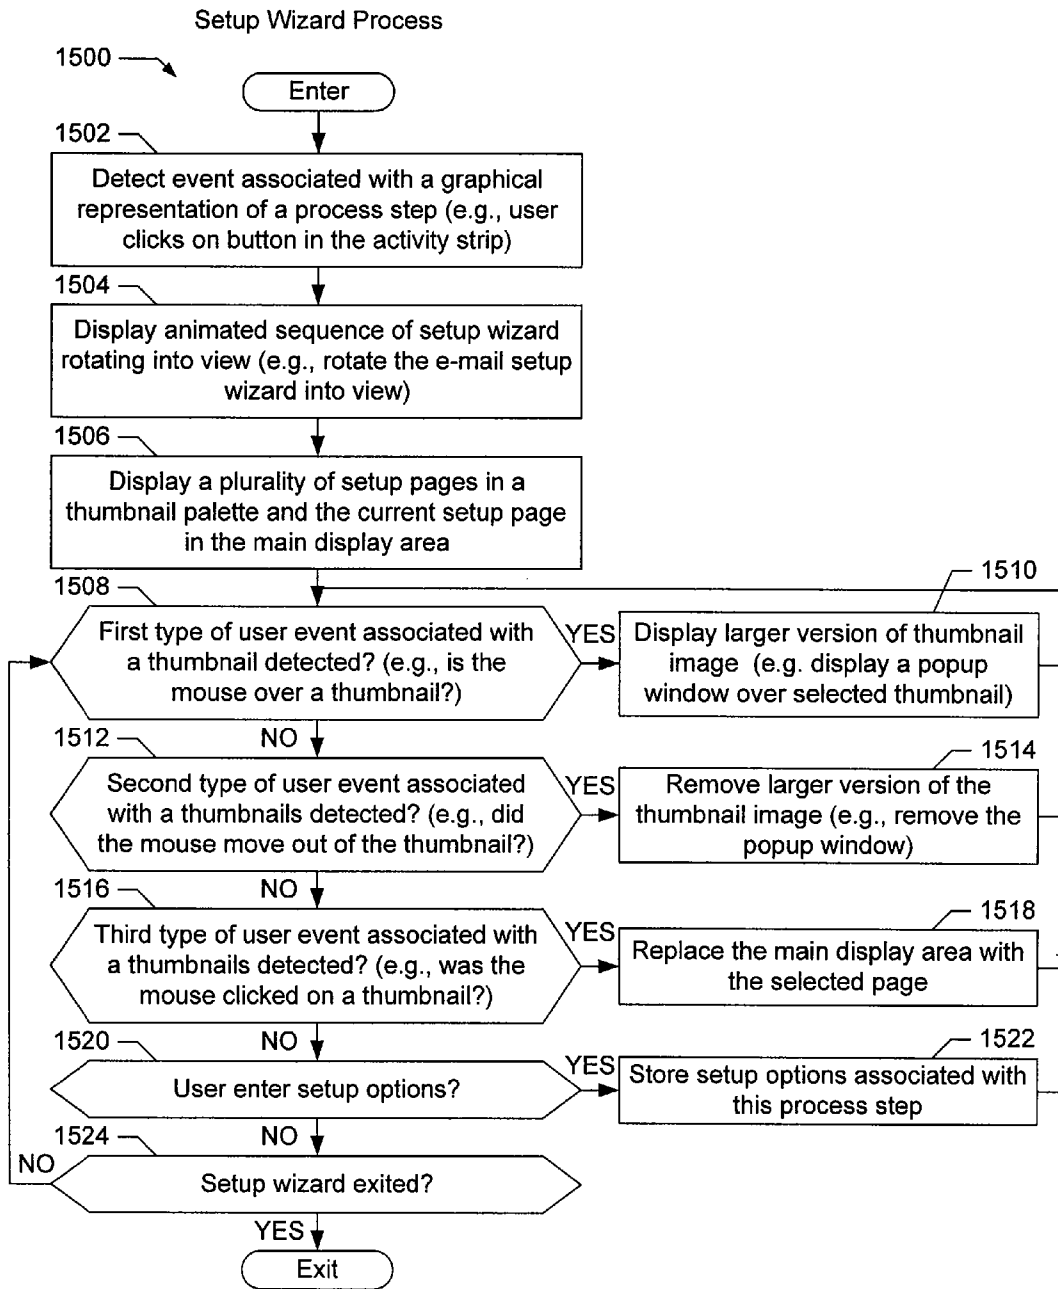 Setup Wizard Process
1500
Enter
1502
Detect event associated with a graphical
representation of a process step (e.g., user
clicks on button in the activity strip)
1504
Display animated sequence of setup wizard
rotating into view (e.g., rotate the e-mail setup
wizard into view)
1506
Display a plurality of setup pages in a
thumbnail palette and the current setup page
in the main display area
1508
First type of user event associated with
a thumbnail detected? (e.g., is the
mouse over a thumbnail?)
YES
1510
Display larger version of thumbnail
image (e.g. display a popup
window over selected thumbnail)
NO
1512
Second type of user event associated
with a thumbnails detected? (e.g., did
the mouse move out of the thumbnail?)
YES
1514
Remove larger version of the
thumbnail image (e.g., remove the
popup window)
NO
1516
Third type of user event associated with
a thumbnails detected? (e.g., was the
mouse clicked on a thumbnail?)
YES
1518
Replace the main display area with
the selected page
NO
1520
User enter setup options?
YES
1522
Store setup options associated with
this process step
NO
1524
Setup wizard exited?
NO
YES
Exit